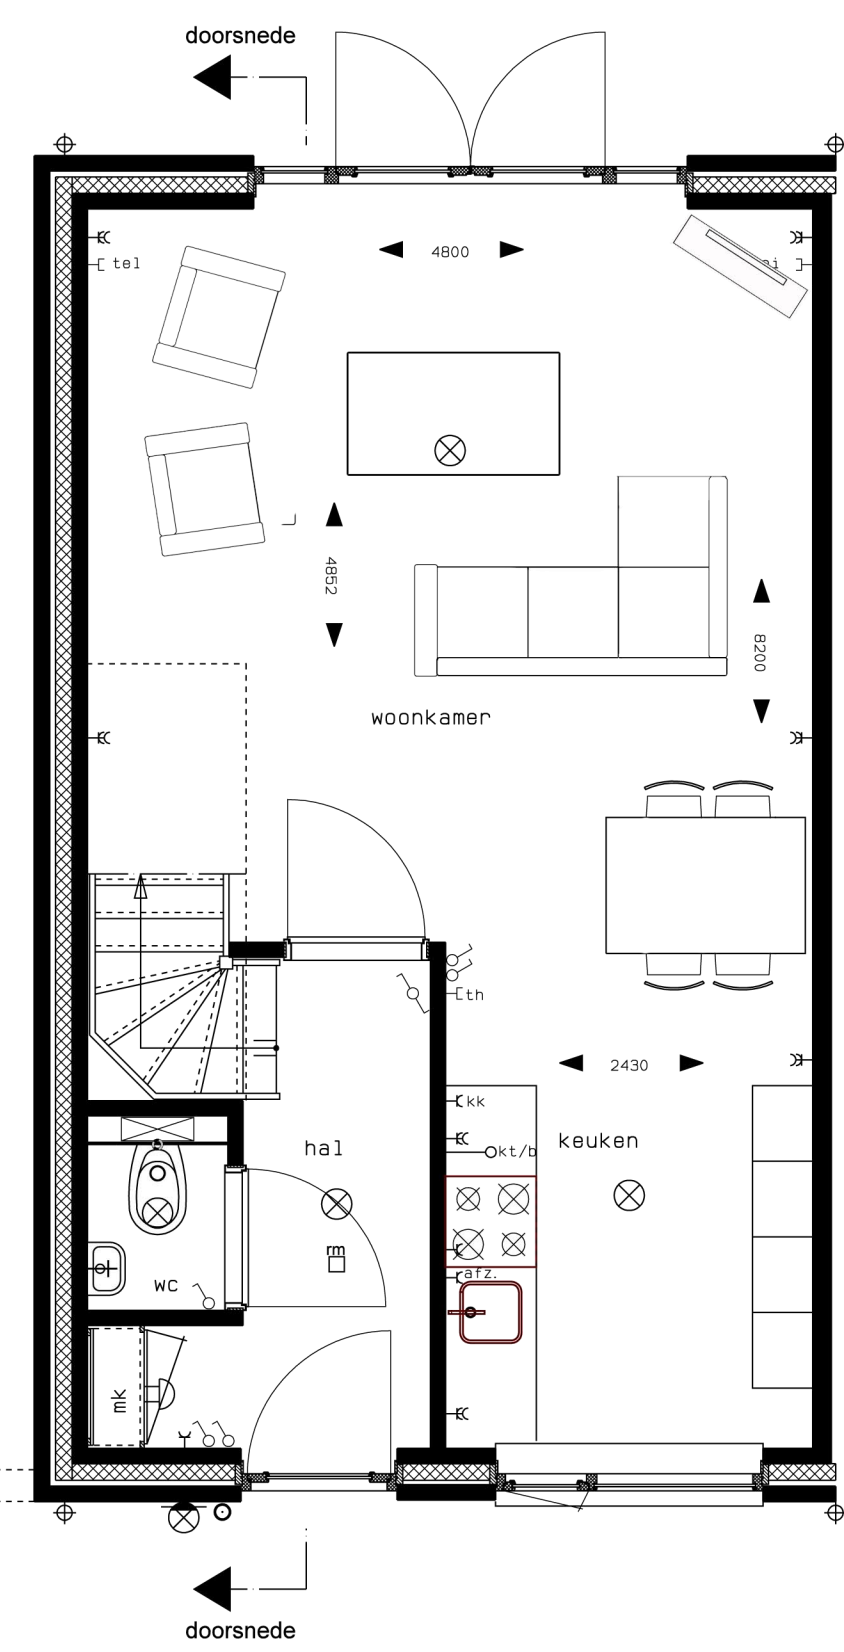 doorsnede
4800
tel
4852
8200
woonkamer
th
2430
kk
keuken
hal
kt/b
rm
afz.
wc
mk
doorsnede